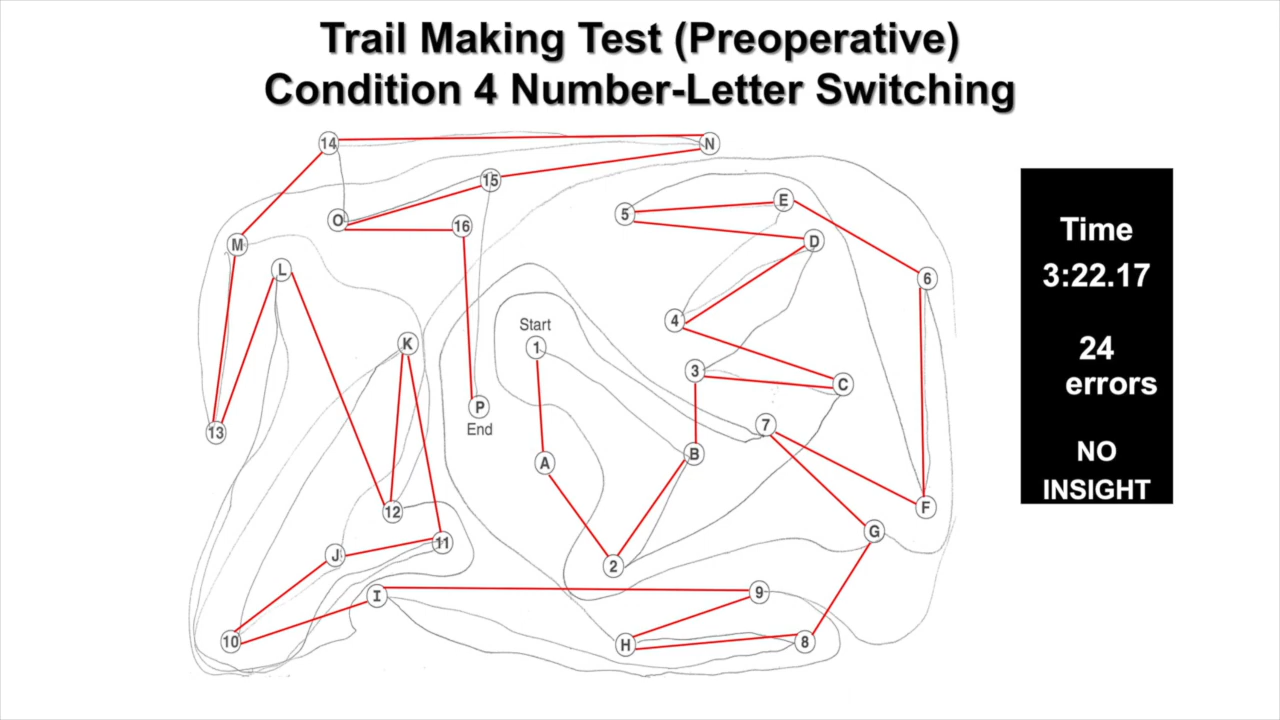 Trail Making Test (Preoperative)
Condition 4 Number-Letter Switching
14
N
15
O
16
E
5
D
M
L
6
4
Start
1
K
3
C
P
End
7
13
A
B
12
F
G
11
J
2
I
9
10
H
8
Time
3:22.17
24
errors
NO
INSIGHT